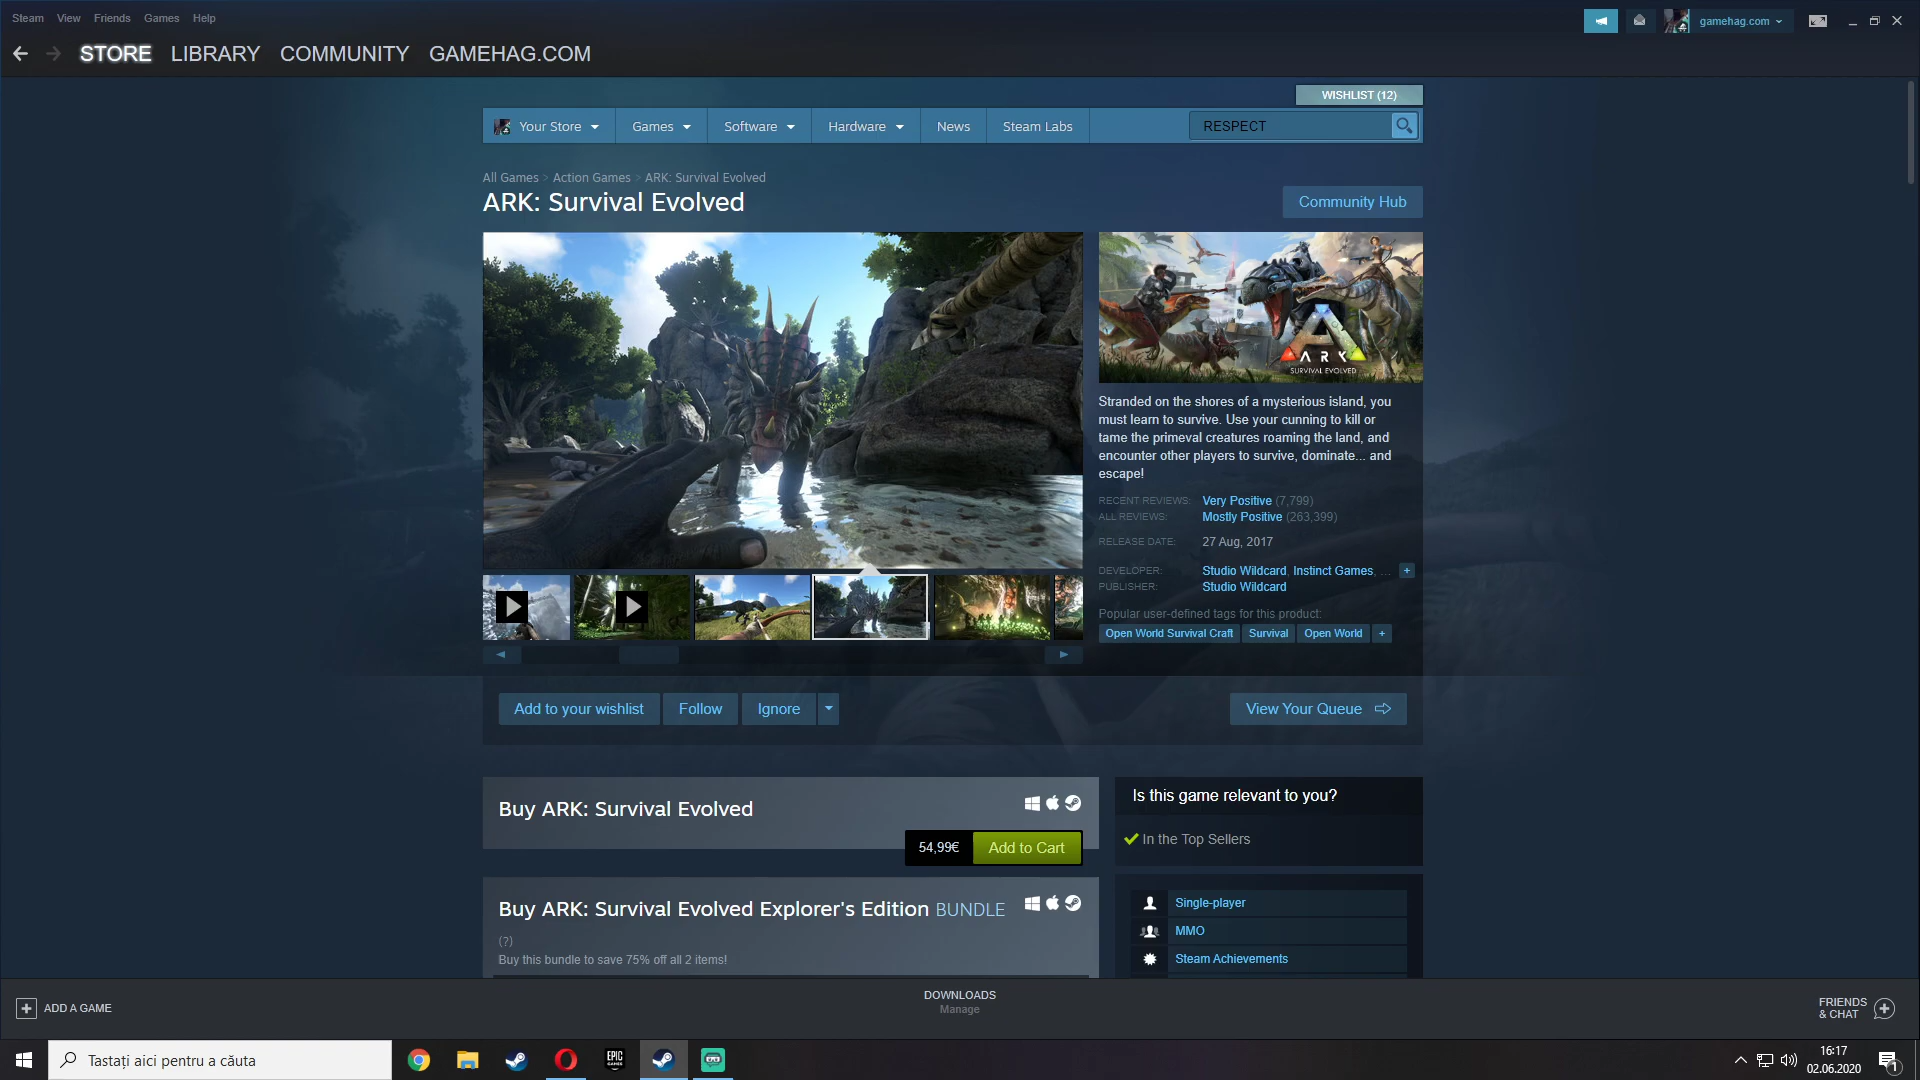 Steam View Friends Games Help
gamehag.com
STORE LIBRARY COMMUNITY GAMEHAG.COM
WISHLIST (12)
Your Store Games Software Hardware News Steam Labs RESPECT
All Games > Action Games > ARK: Survival Evolved
ARK: Survival Evolved
Community Hub
ARK
SURVIVAL EVOLVED
Stranded on the shores of a mysterious island, you
must learn to survive. Use your cunning to kill or
tame the primeval creatures roaming the land, and
encounter other players to survive, dominate... and
escape!
RECENT REVIEWS: Very Positive (7,799)
ALL REVIEWS: Mostly Positive (263,399)
RELEASE DATE: 27 Aug, 2017
DEVELOPER: Studio Wildcard, Instinct Games, ... +
PUBLISHER: Studio Wildcard
Popular user-defined tags for this product:
Open World Survival Craft Survival Open World +
Add to your wishlist Follow Ignore View Your Queue
Buy ARK: Survival Evolved
54,99€ Add to Cart
Is this game relevant to you?
In the Top Sellers
Buy ARK: Survival Evolved Explorer's Edition BUNDLE
(?)
Buy this bundle to save 75% off all 2 items!
Single-player
MMO
Steam Achievements
ADD A GAME
DOWNLOADS
Manage
FRIENDS
& CHAT
Tastați aici pentru a căuta
EPIC
GAMES
16:17
02.06.2020
1